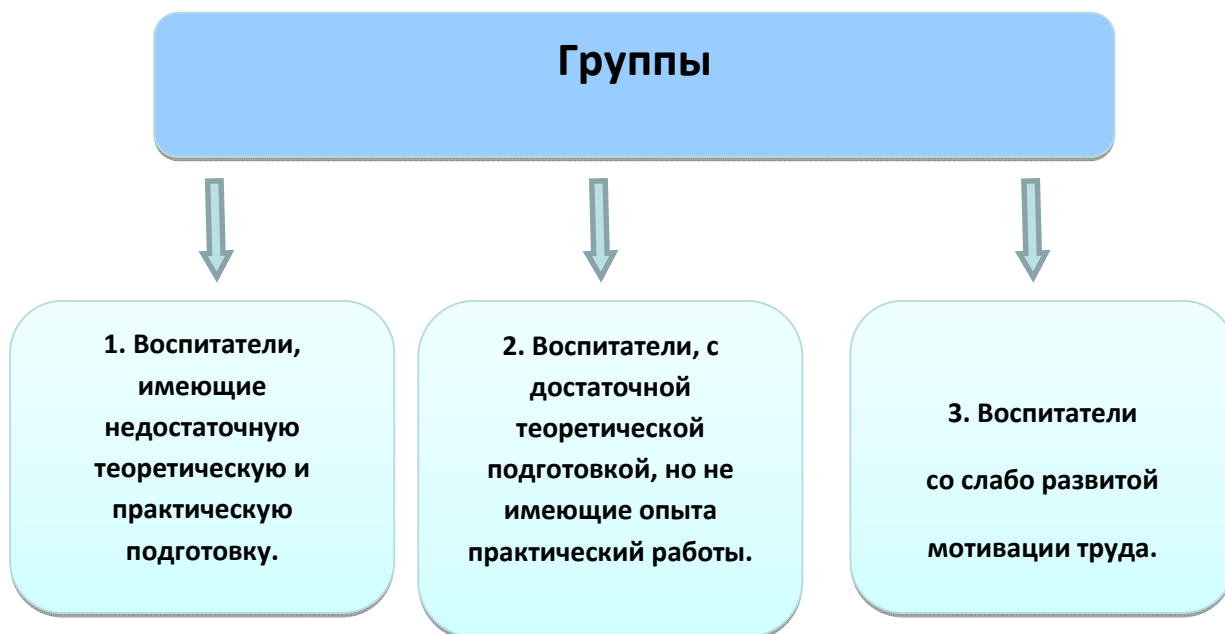 Группы
1. Воспитатели,
имеющие
недостаточную
теоретическую и
практическую
подготовку.
2. Воспитатели, с
достаточной
теоретической
подготовкой, но не
имеющие опыта
практический работы.
3. Воспитатели
со слабо развитой
мотивации труда.